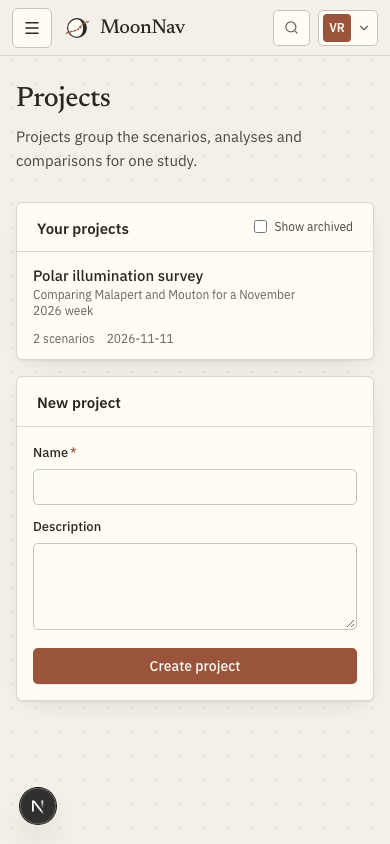 MoonNav
VR
Projects
Projects group the scenarios, analyses and
comparisons for one study.
Your projects
Show archived
Polar illumination survey
Comparing Malapert and Mouton for a November
2026 week
2 scenarios 2026-11-11
New project
Name*
Description
Create project
N